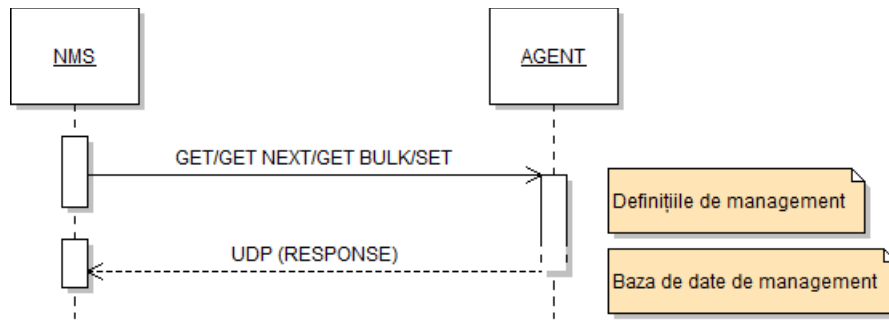 NMS
AGENT
GET/GET NEXT/GET BULK/SET
Definițiile de management
UDP (RESPONSE)
Baza de date de management